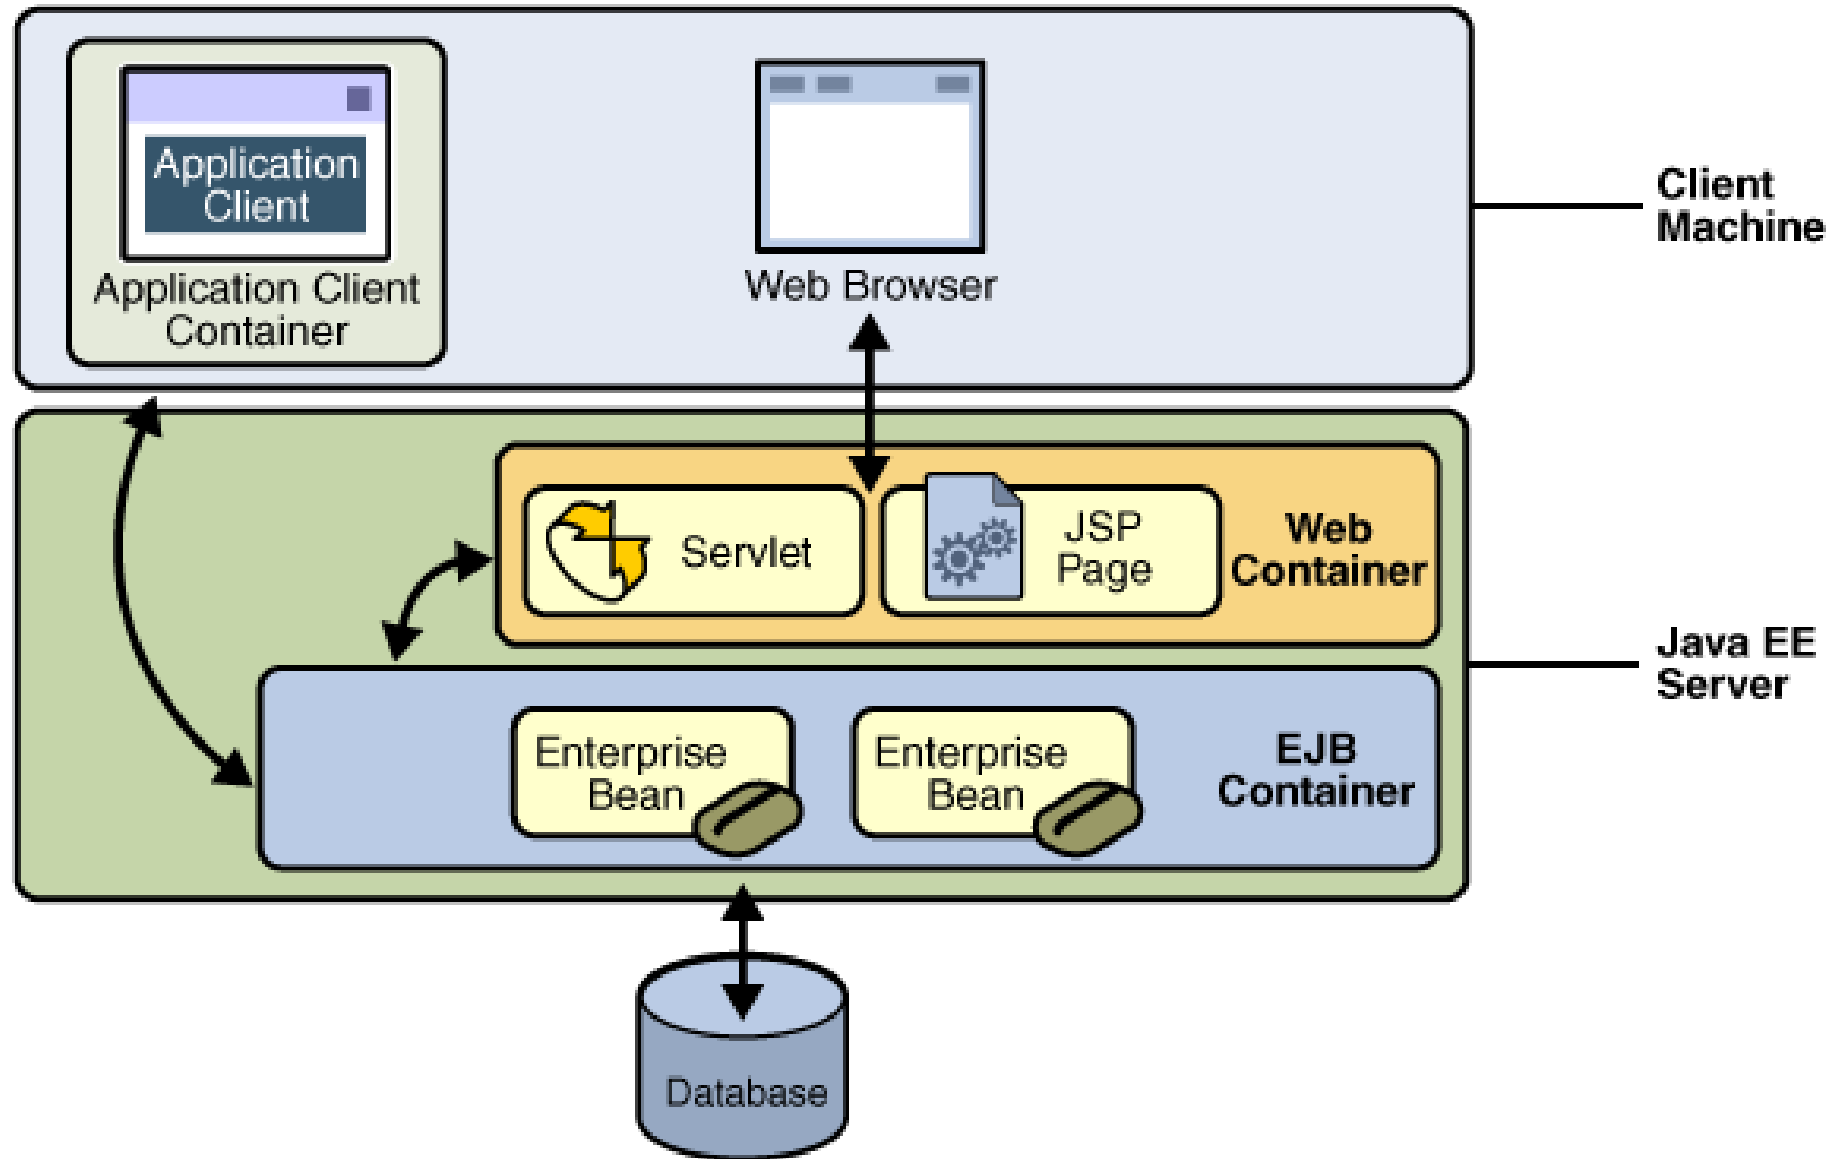 Application
Client
Application Client
Container
Web Browser
Client
Machine
Servlet
JSP
Page
Web
Container
Java EE
Server
Enterprise
Bean
Enterprise
Bean
EJB
Container
Database